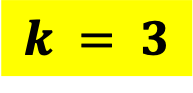 k = 3